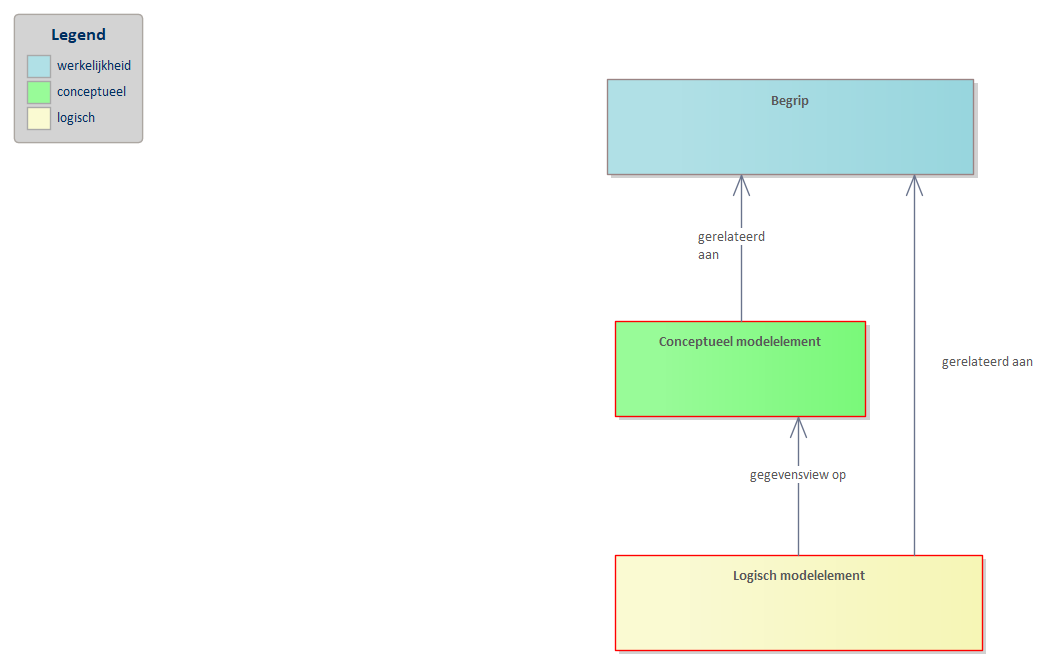 Legend
werkelijkheid
conceptueel
logisch
Begrip
gerelateerd
aan
Conceptueel modelelement
gerelateerd aan
gegevensview op
Logisch modelelement